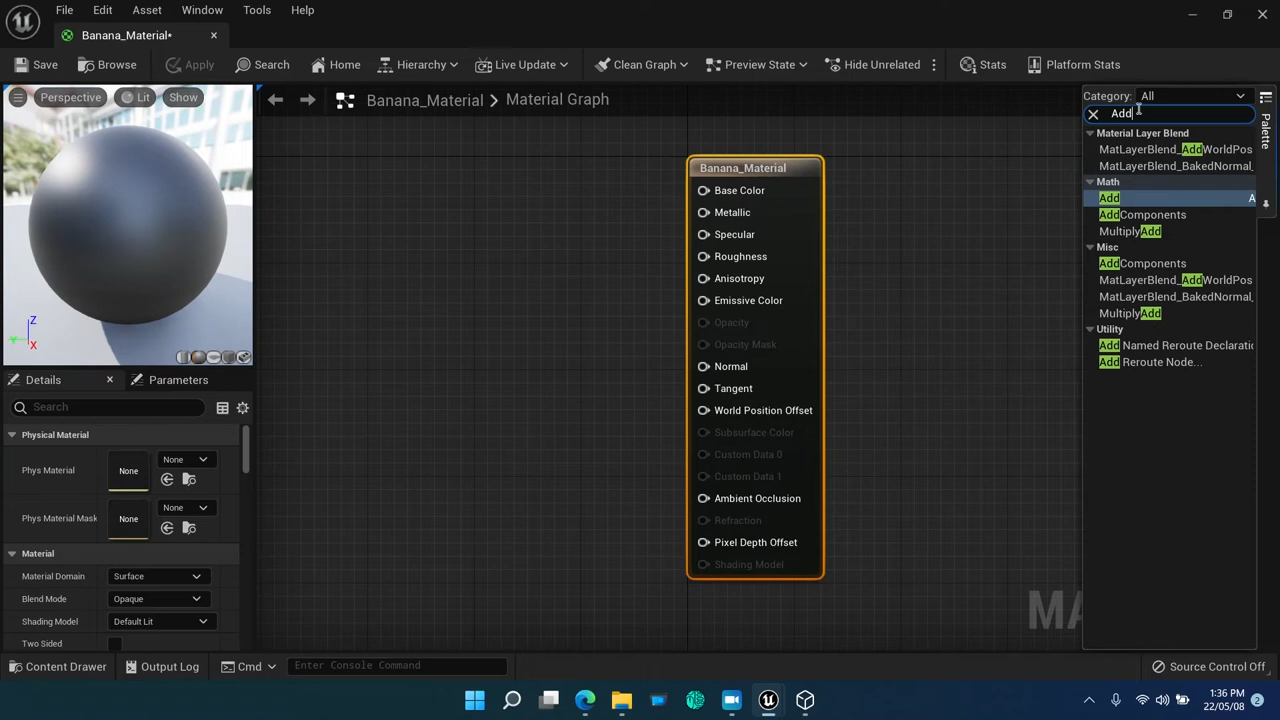 File Edit Asset Window Tools Help
Banana_Material*
Save Browse Apply Search Home Hierarchy Live Update Clean Graph Preview State Hide Unrelated Stats Platform Stats
Perspective Lit Show
Banana_Material Material Graph
Category: All
Add
Palette
Material Layer Blend
MatLayerBlend_AddWorldPos
MatLayerBlend_BakedNormal_
Math
Add A
AddComponents
MultiplyAdd
Misc
AddComponents
MatLayerBlend_AddWorldPos
MatLayerBlend_BakedNormal_
MultiplyAdd
Utility
Add Named Reroute Declaratic
Add Reroute Node...
Banana_Material
Base Color
Metallic
Specular
Roughness
Anisotropy
Emissive Color
Opacity
Opacity Mask
Normal
Tangent
World Position Offset
Subsurface Color
Custom Data 0
Custom Data 1
Ambient Occlusion
Refraction
Pixel Depth Offset
Shading Model
MA
Z
Y
X
Details Parameters
Search
Physical Material
Phys Material None None
Phys Material Mask None None
Material
Material Domain Surface
Blend Mode Opaque
Shading Model Default Lit
Two Sided
Content Drawer Output Log Cmd Enter Console Command Source Control Off
1:36 PM
22/05/08 2